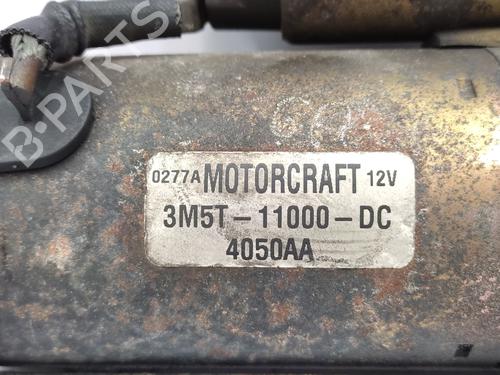 B-PARTS
0277A MOTORCRAFT 12V
3M5T-11000-DC
4050AA